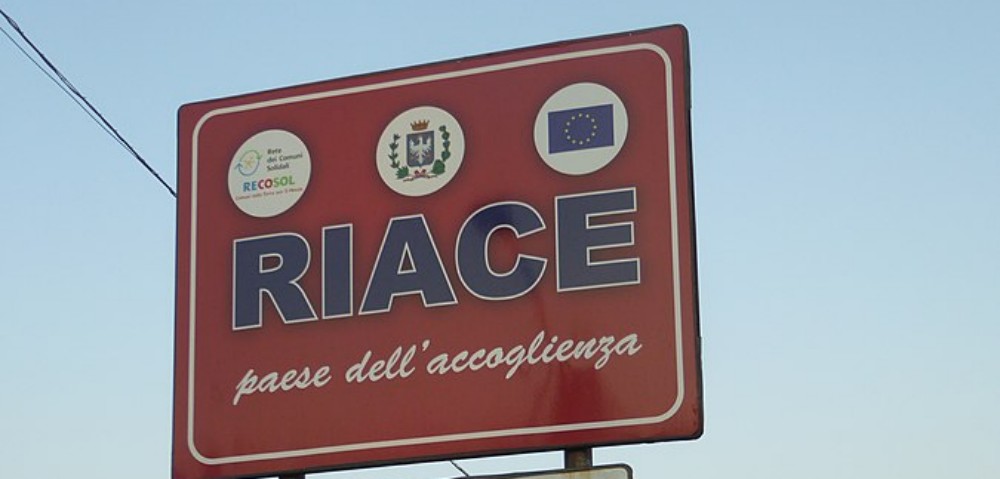 Rete
dei Comuni
Solidali
RECOSOL
RIACE
paese dell'accoglienza